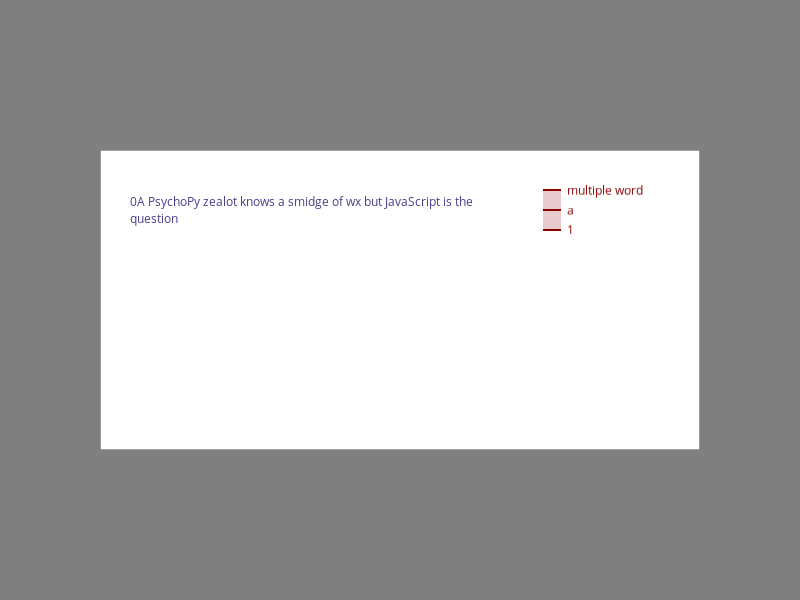 0A PsychoPy zealot knows a smidge of wx but JavaScript is the
question
multiple word
a
1